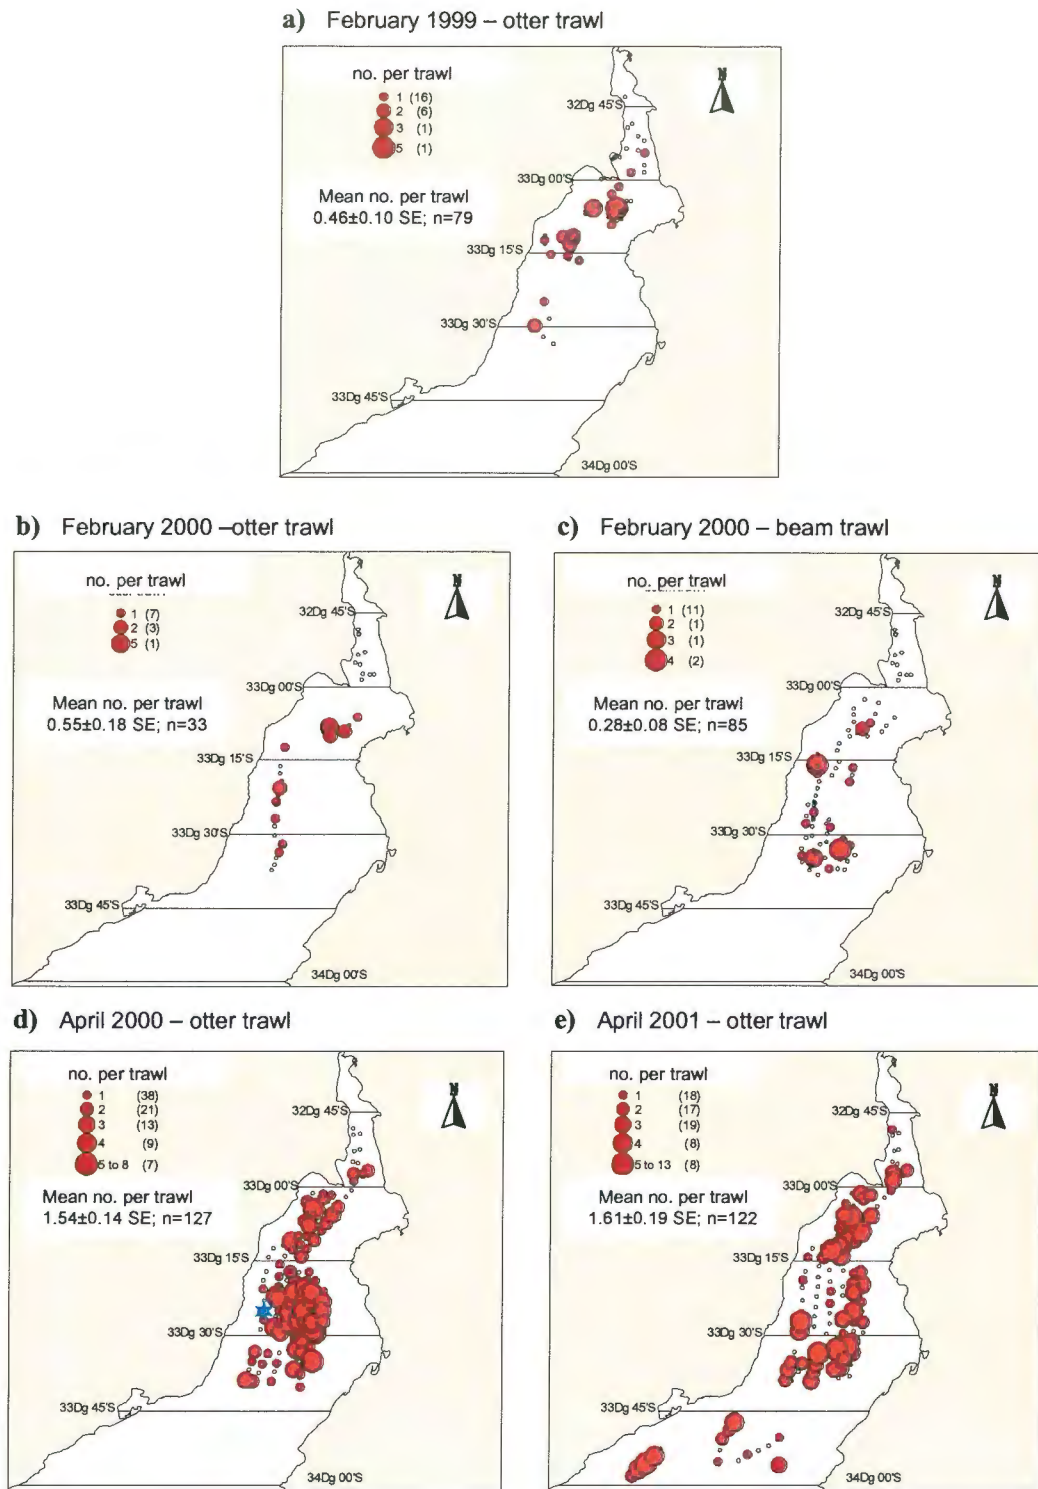 a) February 1999 – otter trawl
no. per trawl
1 (16)
2 (6)
3 (1)
5 (1)
Mean no. per trawl
0.46±0.10 SE; n=79
N
32Dg 45'S
33Dg 00'S
33Dg 15'S
33Dg 30'S
33Dg 45'S
34Dg 00'S
b) February 2000 –otter trawl
no. per trawl
1 (7)
2 (3)
5 (1)
Mean no. per trawl
0.55±0.18 SE; n=33
N
32Dg 45'S
33Dg 00'S
33Dg 15'S
33Dg 30'S
33Dg 45'S
34Dg 00'S
c) February 2000 – beam trawl
no. per trawl
1 (11)
2 (1)
3 (1)
4 (2)
Mean no. per trawl
0.28±0.08 SE; n=85
N
32Dg 45'S
33Dg 00'S
33Dg 15'S
33Dg 30'S
33Dg 45'S
34Dg 00'S
d) April 2000 – otter trawl
no. per trawl
1 (38)
2 (21)
3 (13)
4 (9)
5 to 8 (7)
Mean no. per trawl
1.54±0.14 SE; n=127
N
32Dg 45'S
33Dg 00'S
33Dg 15'S
33Dg 30'S
33Dg 45'S
34Dg 00'S
e) April 2001 – otter trawl
no. per trawl
1 (18)
2 (17)
3 (19)
4 (8)
5 to 13 (8)
Mean no. per trawl
1.61±0.19 SE; n=122
N
32Dg 45'S
33Dg 00'S
33Dg 15'S
33Dg 30'S
33Dg 45'S
34Dg 00'S